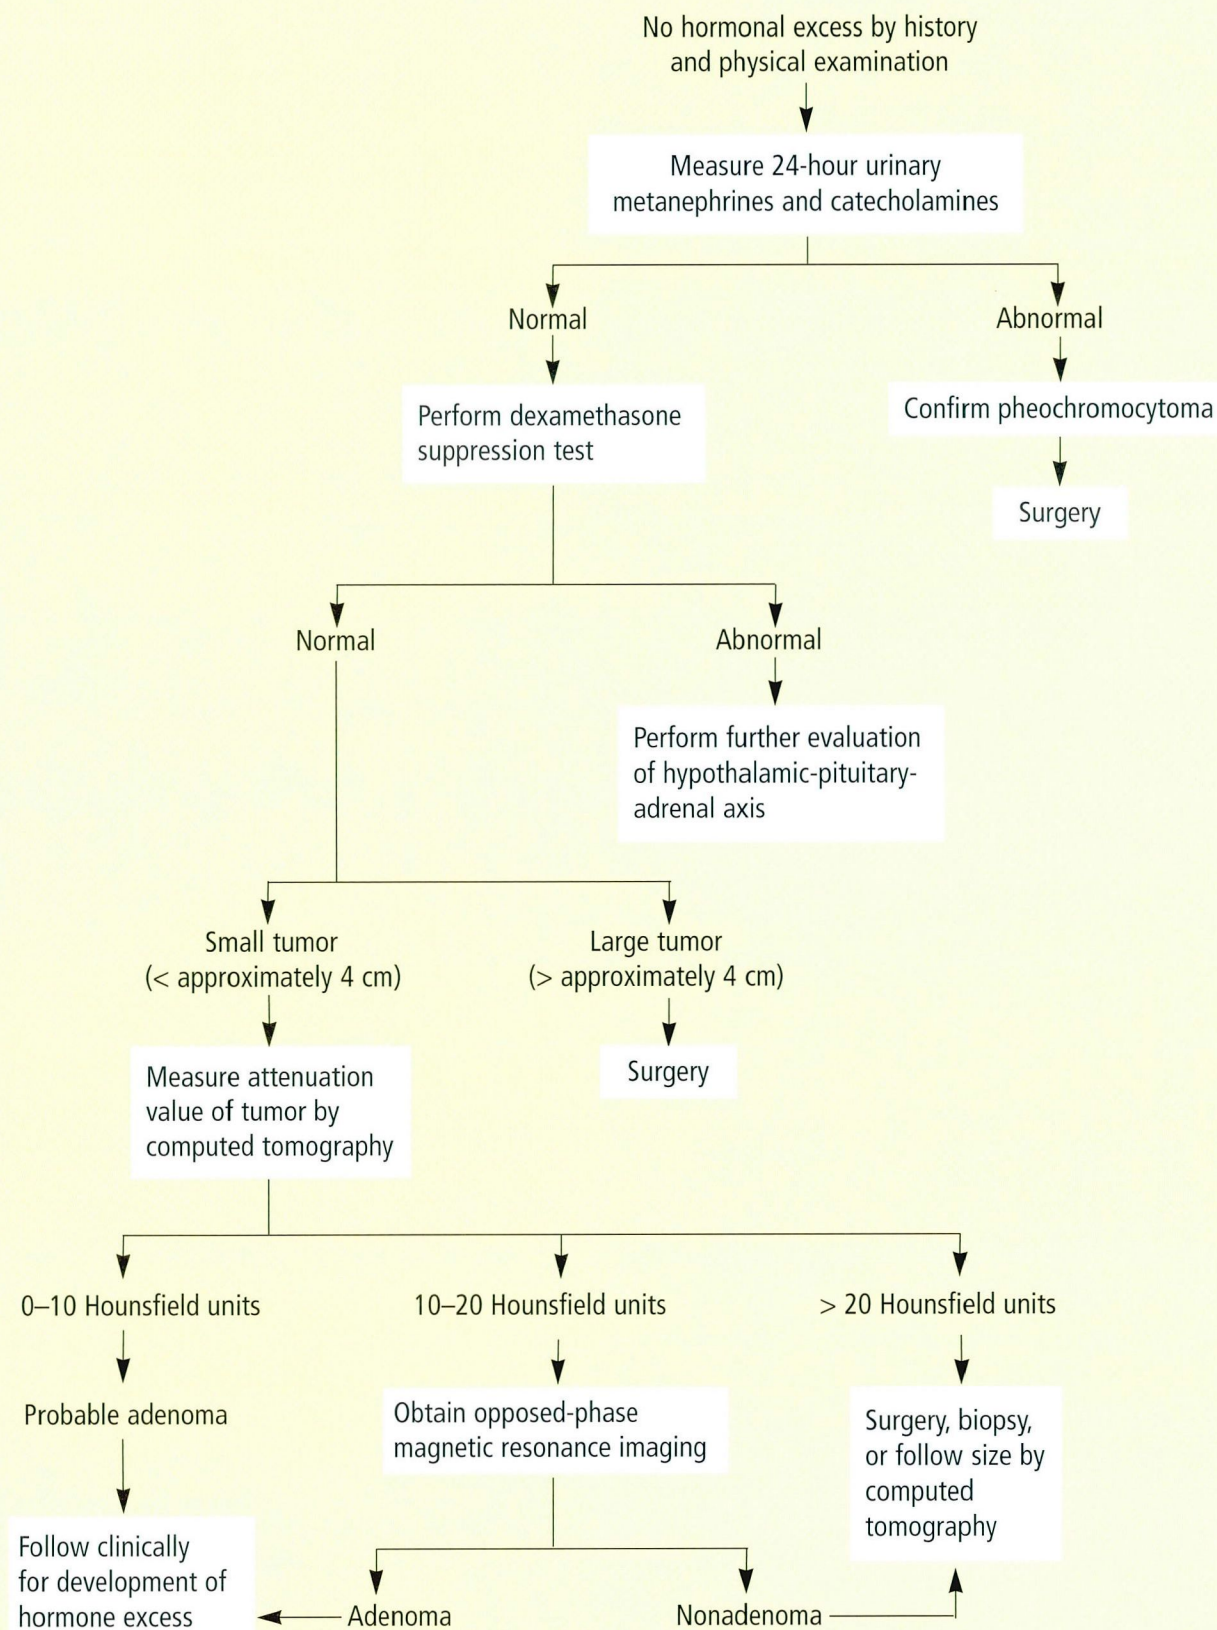 No hormonal excess by history
and physical examination
Measure 24-hour urinary
metanephrines and catecholamines
Normal
Abnormal
Perform dexamethasone
suppression test
Confirm pheochromocytoma
Surgery
Normal
Abnormal
Perform further evaluation
of hypothalamic-pituitary-
adrenal axis
Small tumor
(< approximately 4 cm)
Large tumor
(> approximately 4 cm)
Measure attenuation
value of tumor by
computed tomography
Surgery
0–10 Hounsfield units
10–20 Hounsfield units
> 20 Hounsfield units
Probable adenoma
Obtain opposed-phase
magnetic resonance imaging
Surgery, biopsy,
or follow size by
computed
tomography
Follow clinically
for development of
hormone excess
Adenoma
Nonadenoma